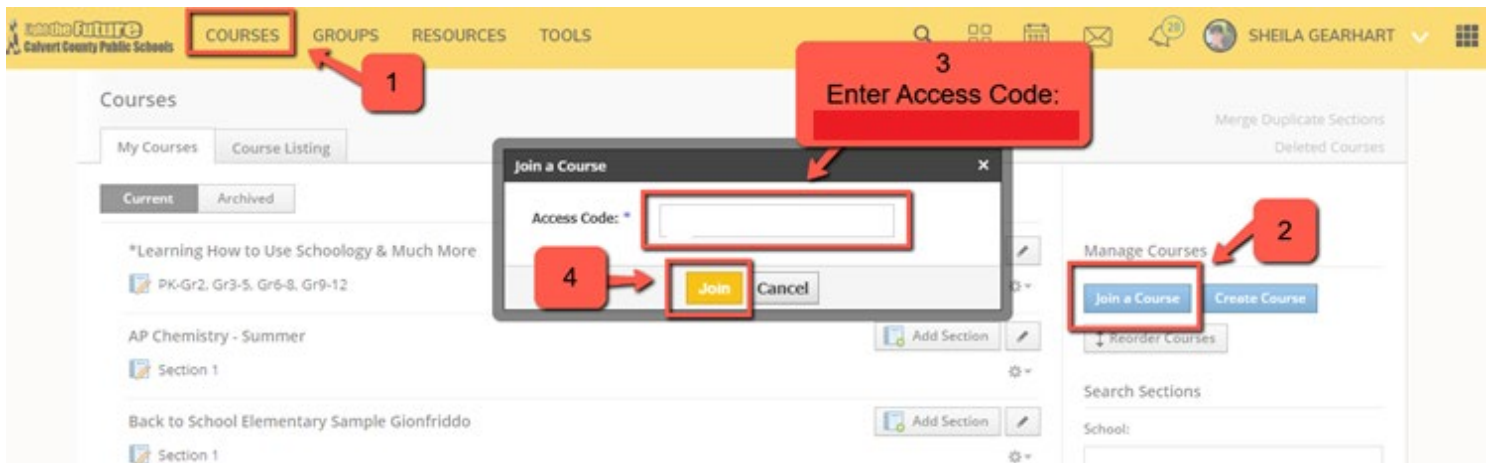 Into the Future
Calvert County Public Schools
COURSES GROUPS RESOURCES TOOLS
28
SHEILA GEARHART
1
3
Enter Access Code:
Courses
Merge Duplicate Sections
Deleted Courses
My Courses Course Listing
Join a Course ×
Current Archived
Access Code: *
*Learning How to Use Schoology & Much More
2
Manage Courses
PK-Gr2, Gr3-5, Gr6-8, Gr9-12
4
Join Cancel
Join a Course Create Course
AP Chemistry - Summer
Add Section
Reorder Courses
Section 1
Search Sections
Back to School Elementary Sample Gionfriddo
Add Section
School:
Section 1